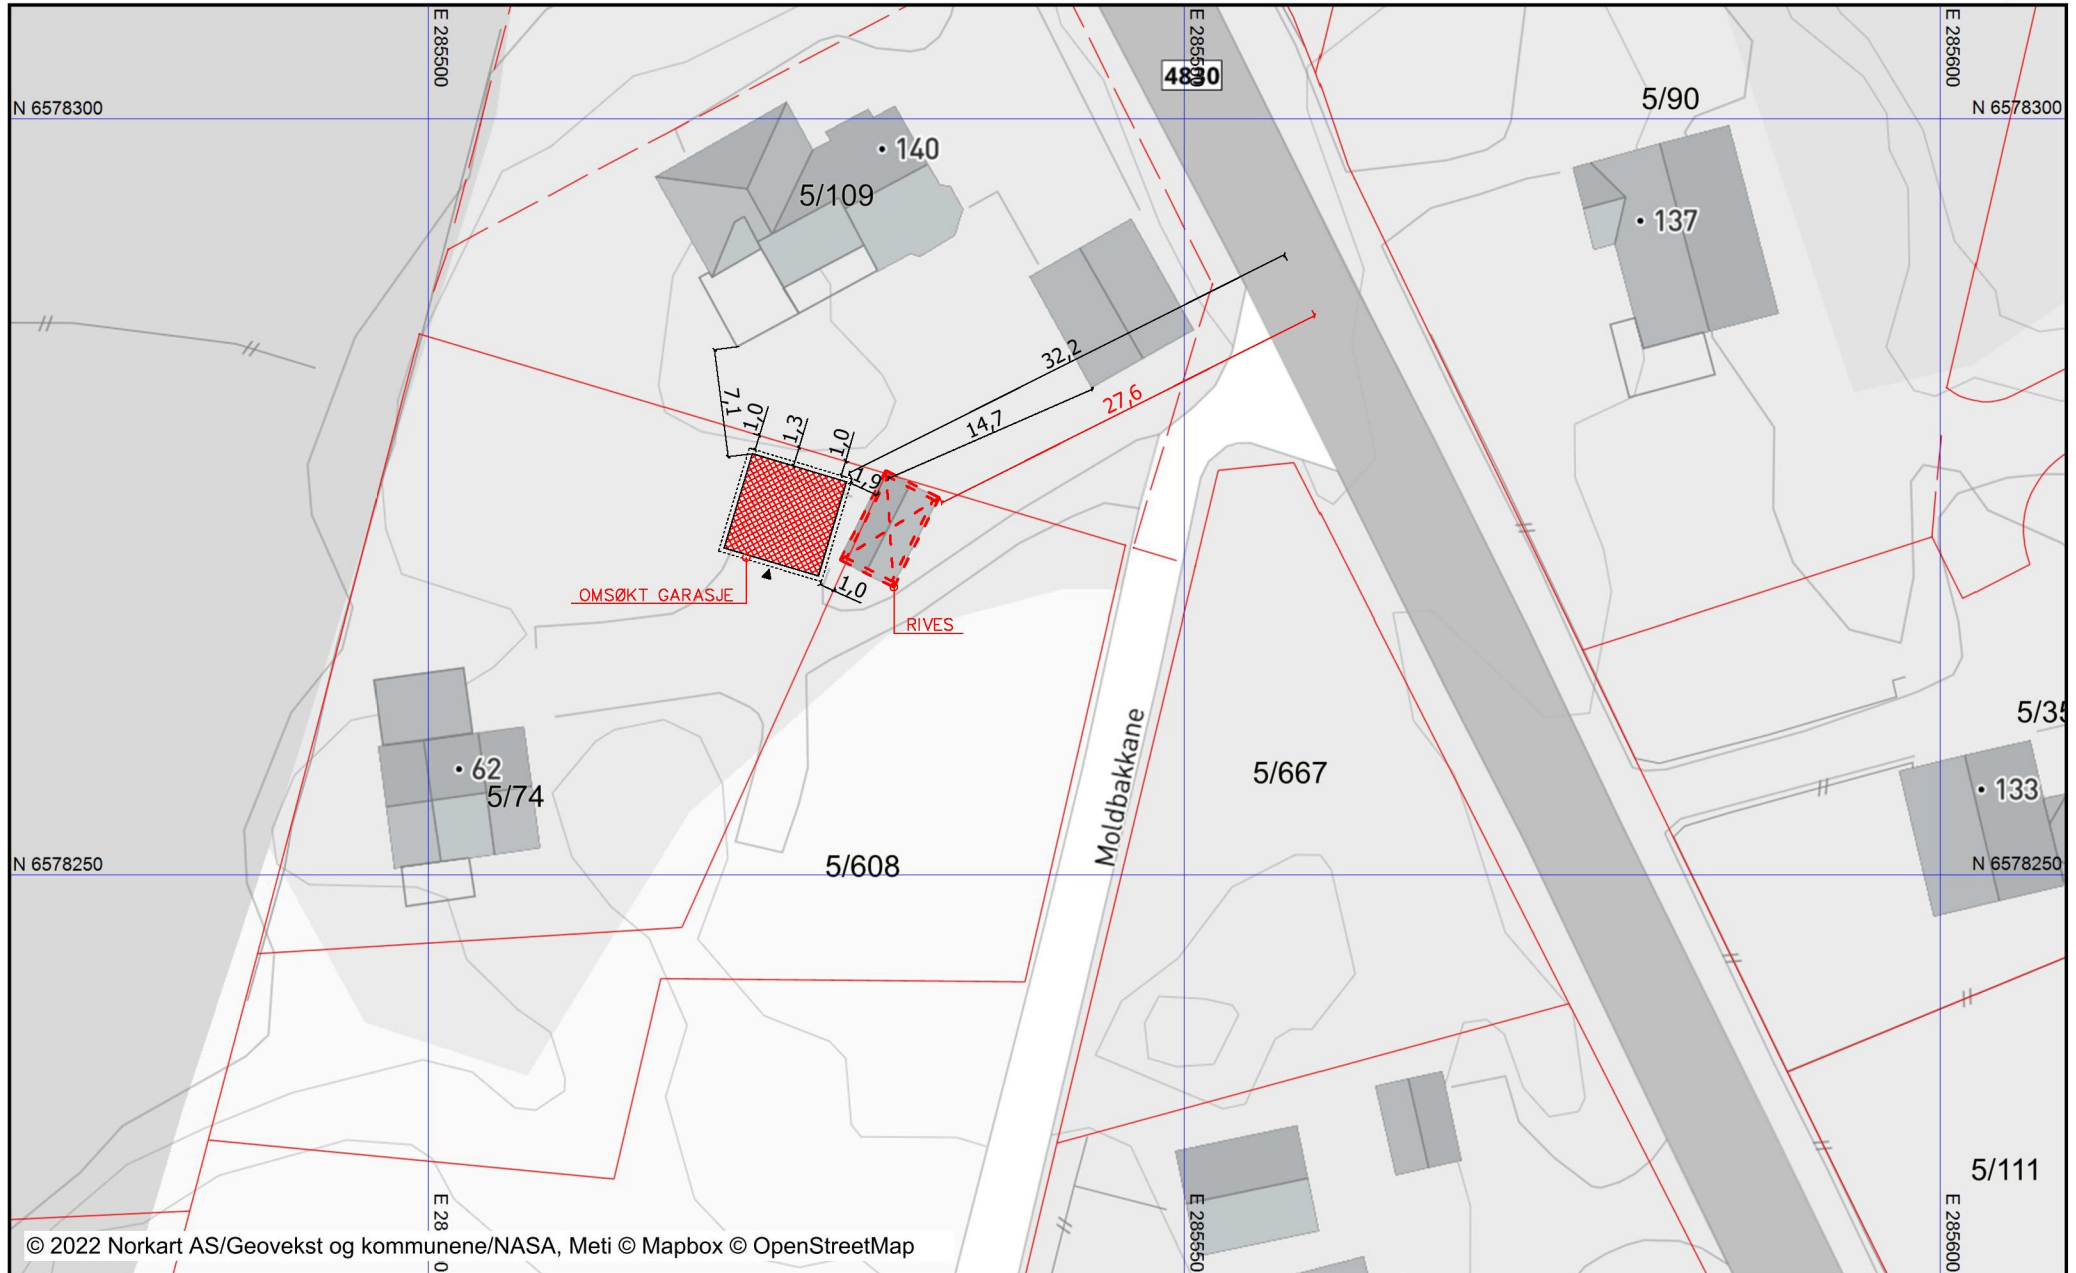 E 285500
E 285550
E 285600
4830
5/90
N 6578300
N 6578300
140
5/109
137
32,2
7,1
1,0
1,3
1,0
14,7
27,6
1,9
1,0
OMSØKT GARASJE
RIVES
5/35
Moldbakkane
62
5/74
5/667
133
5/608
N 6578250
N 6578250
5/111
E 28
0
E 285550
E 285600
© 2022 Norkart AS/Geovekst og kommunene/NASA, Meti © Mapbox © OpenStreetMap